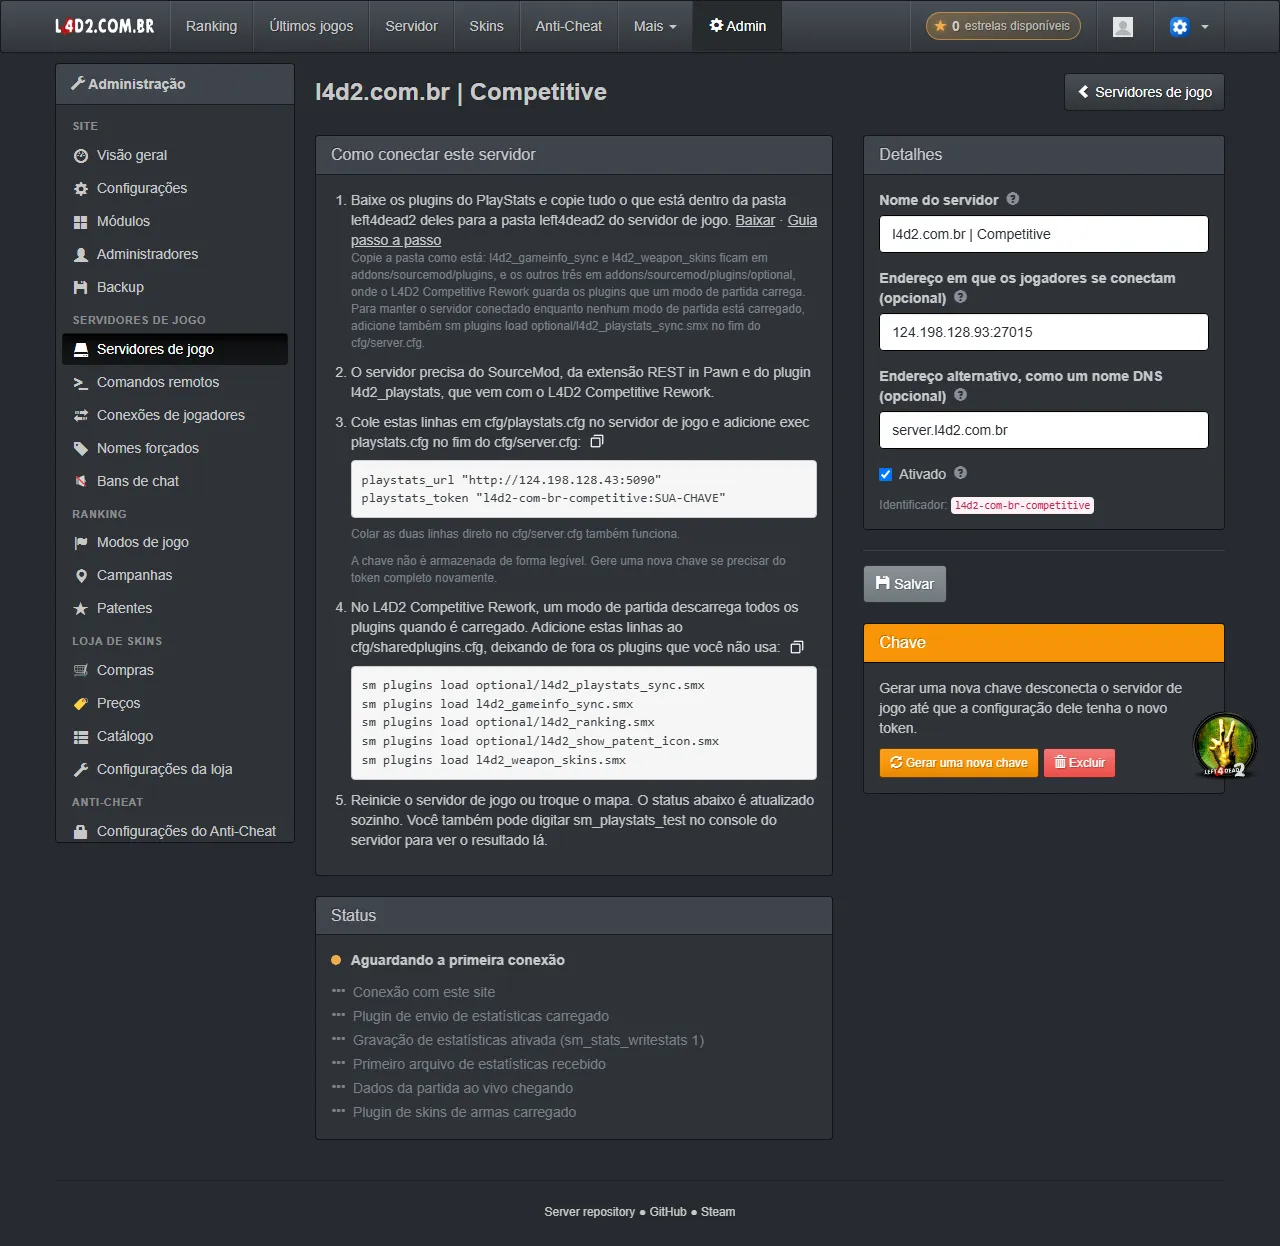 L4D2.COM.BR
Ranking
Últimos jogos
Servidor
Skins
Anti-Cheat
Mais
Admin
0 estrelas disponíveis
Administração
SITE
Visão geral
Configurações
Módulos
Administradores
Backup
SERVIDORES DE JOGO
Servidores de jogo
Comandos remotos
Conexões de jogadores
Nomes forçados
Bans de chat
RANKING
Modos de jogo
Campanhas
Patentes
LOJA DE SKINS
Compras
Preços
Catálogo
Configurações da loja
ANTI-CHEAT
Configurações do Anti-Cheat
l4d2.com.br | Competitive
Servidores de jogo
Como conectar este servidor
1. Baixe os plugins do PlayStats e copie tudo o que está dentro da pasta
left4dead2 deles para a pasta left4dead2 do servidor de jogo. Baixar · Guia
passo a passo
Copie a pasta como está: l4d2_gameinfo_sync e l4d2_weapon_skins ficam em
addons/sourcemod/plugins, e os outros três em addons/sourcemod/plugins/optional,
onde o L4D2 Competitive Rework guarda os plugins que um modo de partida carrega.
Para manter o servidor conectado enquanto nenhum modo de partida está carregado,
adicione também sm plugins load optional/l4d2_playstats_sync.smx no fim do
cfg/server.cfg.
2. O servidor precisa do SourceMod, da extensão REST in Pawn e do plugin
l4d2_playstats, que vem com o L4D2 Competitive Rework.
3. Cole estas linhas em cfg/playstats.cfg no servidor de jogo e adicione exec
playstats.cfg no fim do cfg/server.cfg:
playstats_url "http://124.198.128.43:5090"
playstats_token "l4d2-com-br-competitive:SUA-CHAVE"
Colar as duas linhas direto no cfg/server.cfg também funciona.
A chave não é armazenada de forma legível. Gere uma nova chave se precisar do
token completo novamente.
4. No L4D2 Competitive Rework, um modo de partida descarrega todos os
plugins quando é carregado. Adicione estas linhas ao
cfg/sharedplugins.cfg, deixando de fora os plugins que você não usa:
sm plugins load optional/l4d2_playstats_sync.smx
sm plugins load l4d2_gameinfo_sync.smx
sm plugins load optional/l4d2_ranking.smx
sm plugins load optional/l4d2_show_patent_icon.smx
sm plugins load l4d2_weapon_skins.smx
5. Reinicie o servidor de jogo ou troque o mapa. O status abaixo é atualizado
sozinho. Você também pode digitar sm_playstats_test no console do
servidor para ver o resultado lá.
Status
Aguardando a primeira conexão
Conexão com este site
Plugin de envio de estatísticas carregado
Gravação de estatísticas ativada (sm_stats_writestats 1)
Primeiro arquivo de estatísticas recebido
Dados da partida ao vivo chegando
Plugin de skins de armas carregado
Detalhes
Nome do servidor
l4d2.com.br | Competitive
Endereço em que os jogadores se conectam
(opcional)
124.198.128.93:27015
Endereço alternativo, como um nome DNS
(opcional)
server.l4d2.com.br
Ativado
Identificador: l4d2-com-br-competitive
Salvar
Chave
Gerar uma nova chave desconecta o servidor de
jogo até que a configuração dele tenha o novo
token.
Gerar uma nova chave
Excluir
LEFT4DEAD2
Server repository ● GitHub ● Steam